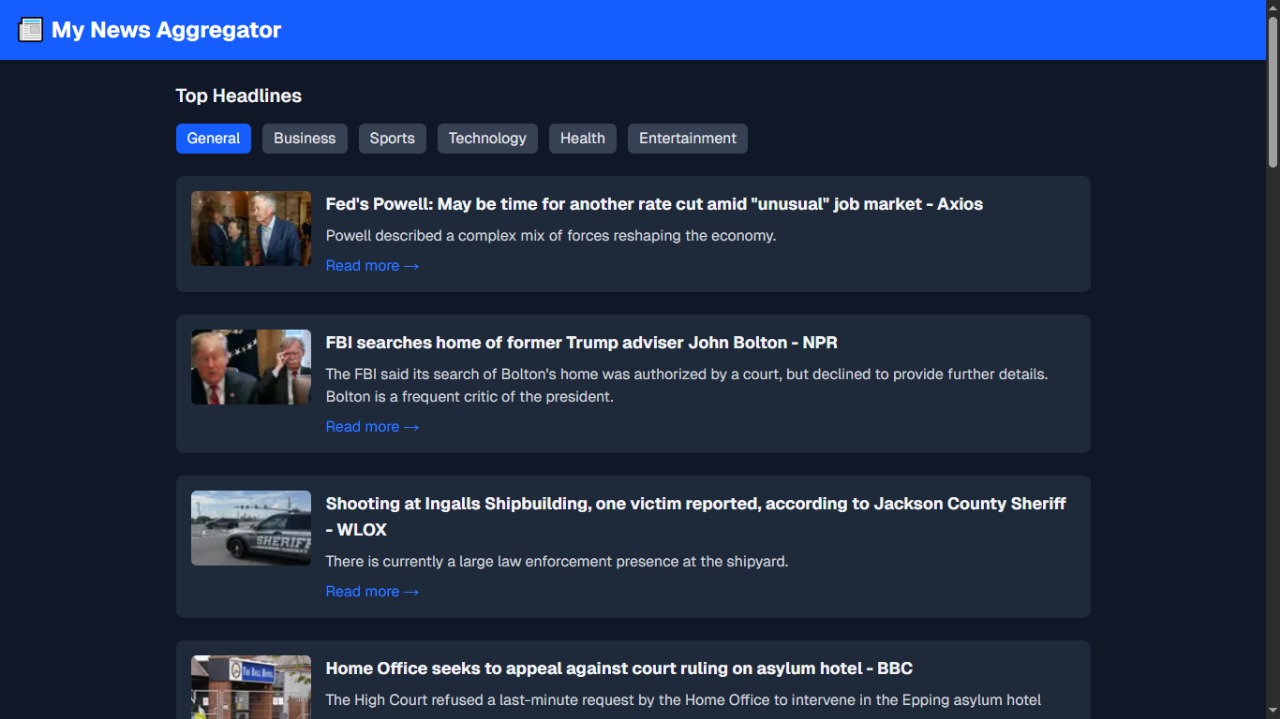 My News Aggregator
Top Headlines
General Business Sports Technology Health Entertainment
Fed's Powell: May be time for another rate cut amid "unusual" job market - Axios
Powell described a complex mix of forces reshaping the economy.
Read more →
FBI searches home of former Trump adviser John Bolton - NPR
The FBI said its search of Bolton's home was authorized by a court, but declined to provide further details.
Bolton is a frequent critic of the president.
Read more →
SHERIFF
Shooting at Ingalls Shipbuilding, one victim reported, according to Jackson County Sheriff
- WLOX
There is currently a large law enforcement presence at the shipyard.
Read more →
THE BELL HOTEL
Home Office seeks to appeal against court ruling on asylum hotel - BBC
The High Court refused a last-minute request by the Home Office to intervene in the Epping asylum hotel